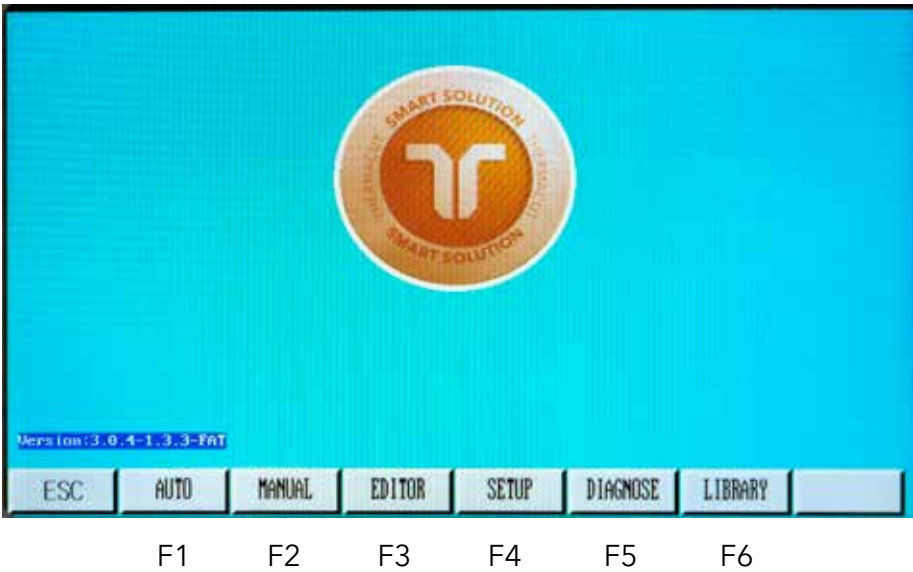 SMART SOLUTION
THERMACUT
THERMACUT
SMART SOLUTION
Version:3.0.4-1.3.3-FAT
ESC AUTO MANUAL EDITOR SETUP DIAGNOSE LIBRARY
F1 F2 F3 F4 F5 F6